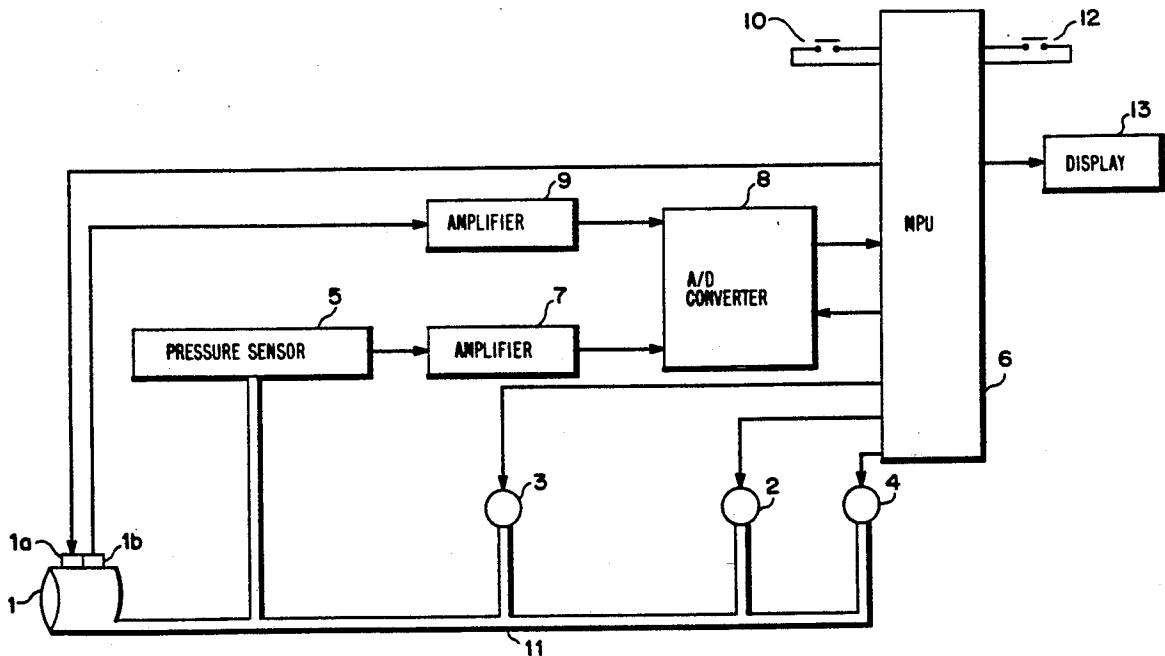 10
12
13
DISPLAY
9
8
AMPLIFIER
MPU
A/D
CONVERTER
5
7
PRESSURE SENSOR
AMPLIFIER
6
3
2
4
1a
1b
1
11